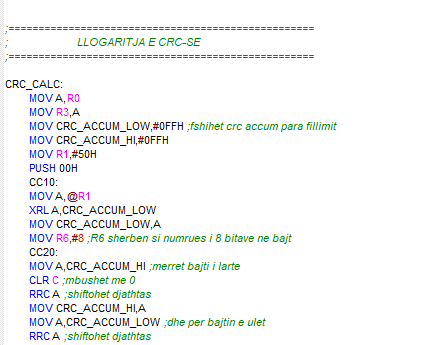 ;==================================================
;                    LLOGARITJA E CRC-SE
;==================================================
CRC_CALC:
MOV A,R0
MOV R3,A
MOV CRC_ACCUM_LOW,#0FFH ;fshihet crc accum para fillimit
MOV CRC_ACCUM_HI,#0FFH
MOV R1,#50H
PUSH 00H
CC10:
MOV A,@R1
XRL A,CRC_ACCUM_LOW
MOV CRC_ACCUM_LOW,A
MOV R6,#8 ;R6 sherben si numrues i 8 bitave ne bajt
CC20:
MOV A,CRC_ACCUM_HI ;merret bajti i larte
CLR C ;mbushet me 0
RRC A ;shiftohet djathtas
MOV CRC_ACCUM_HI,A
MOV A,CRC_ACCUM_LOW ;dhe per bajtin e ulet
RRC A ;shiftohet djathtas